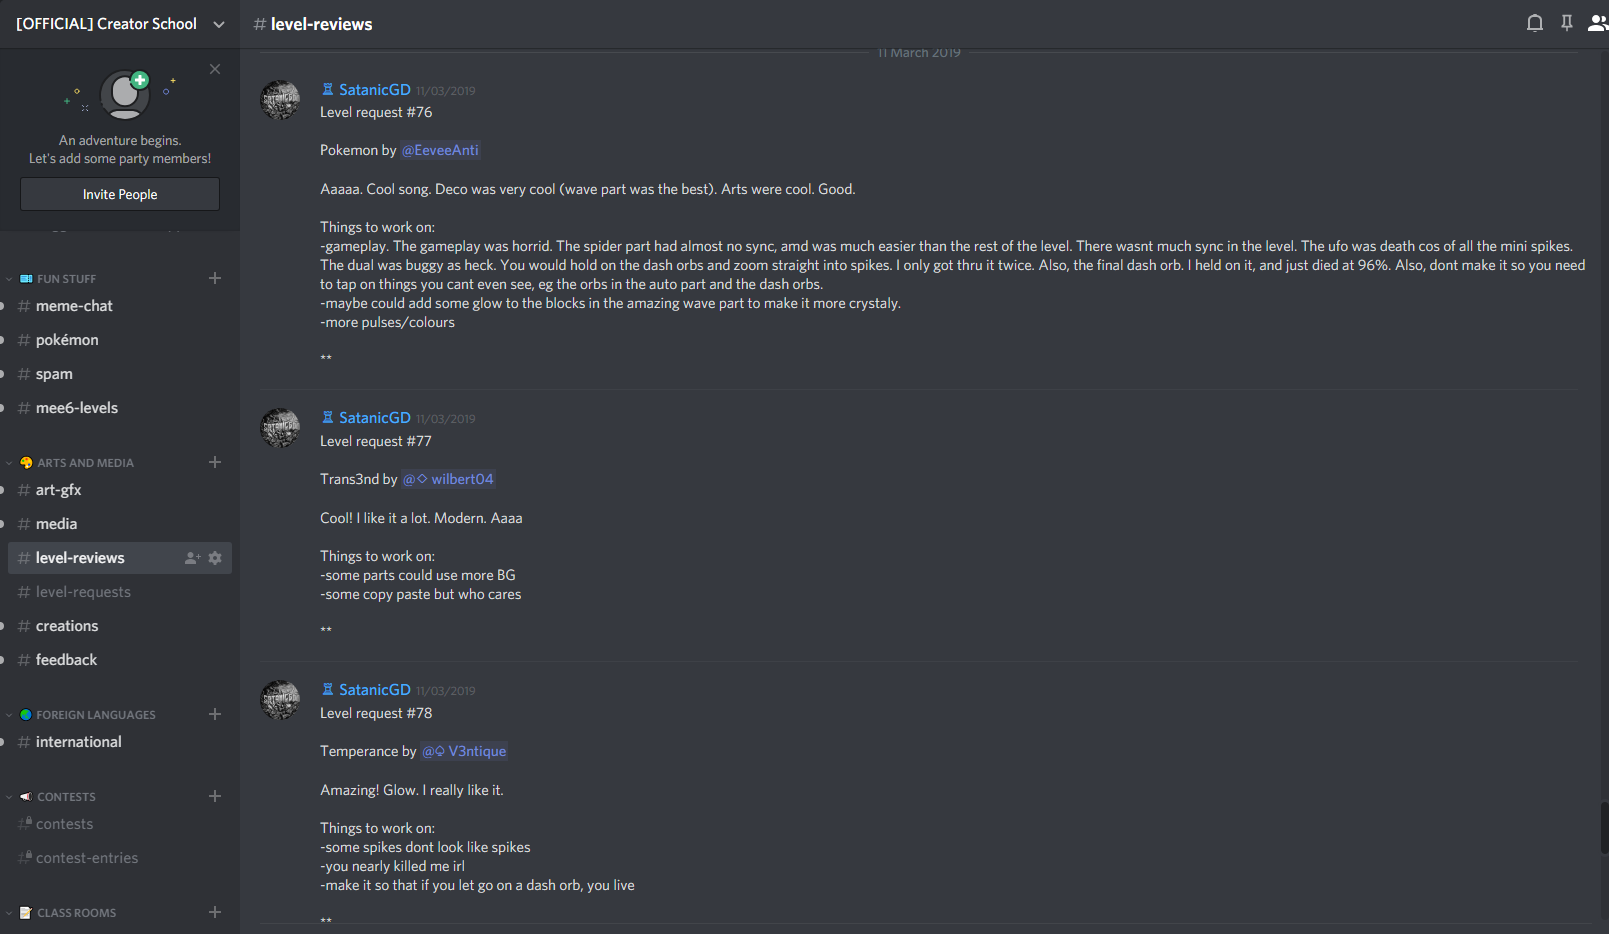 [OFFICIAL] Creator School
# level-reviews
An adventure begins.
Let's add some party members!
Invite People
FUN STUFF
# meme-chat
# pokémon
# spam
# mee6-levels
ARTS AND MEDIA
# art-gfx
# media
# level-reviews
# level-requests
# creations
# feedback
FOREIGN LANGUAGES
# international
CONTESTS
# contests
# contest-entries
CLASS ROOMS
11 March 2019
SatanicGD 11/03/2019
Level request #76
Pokemon by @EeveeAnti
Aaaaa. Cool song. Deco was very cool (wave part was the best). Arts were cool. Good.
Things to work on:
-gameplay. The gameplay was horrid. The spider part had almost no sync, amd was much easier than the rest of the level. There wasnt much sync in the level. The ufo was death cos of all the mini spikes.
The dual was buggy as heck. You would hold on the dash orbs and zoom straight into spikes. I only got thru it twice. Also, the final dash orb. I held on it, and just died at 96%. Also, dont make it so you need
to tap on things you cant even see, eg the orbs in the auto part and the dash orbs.
-maybe could add some glow to the blocks in the amazing wave part to make it more crystaly.
-more pulses/colours
**
SatanicGD 11/03/2019
Level request #77
Trans3nd by @◇ wilbert04
Cool! I like it a lot. Modern. Aaaa
Things to work on:
-some parts could use more BG
-some copy paste but who cares
**
SatanicGD 11/03/2019
Level request #78
Temperance by @♤ V3ntique
Amazing! Glow. I really like it.
Things to work on:
-some spikes dont look like spikes
-you nearly killed me irl
-make it so that if you let go on a dash orb, you live
**